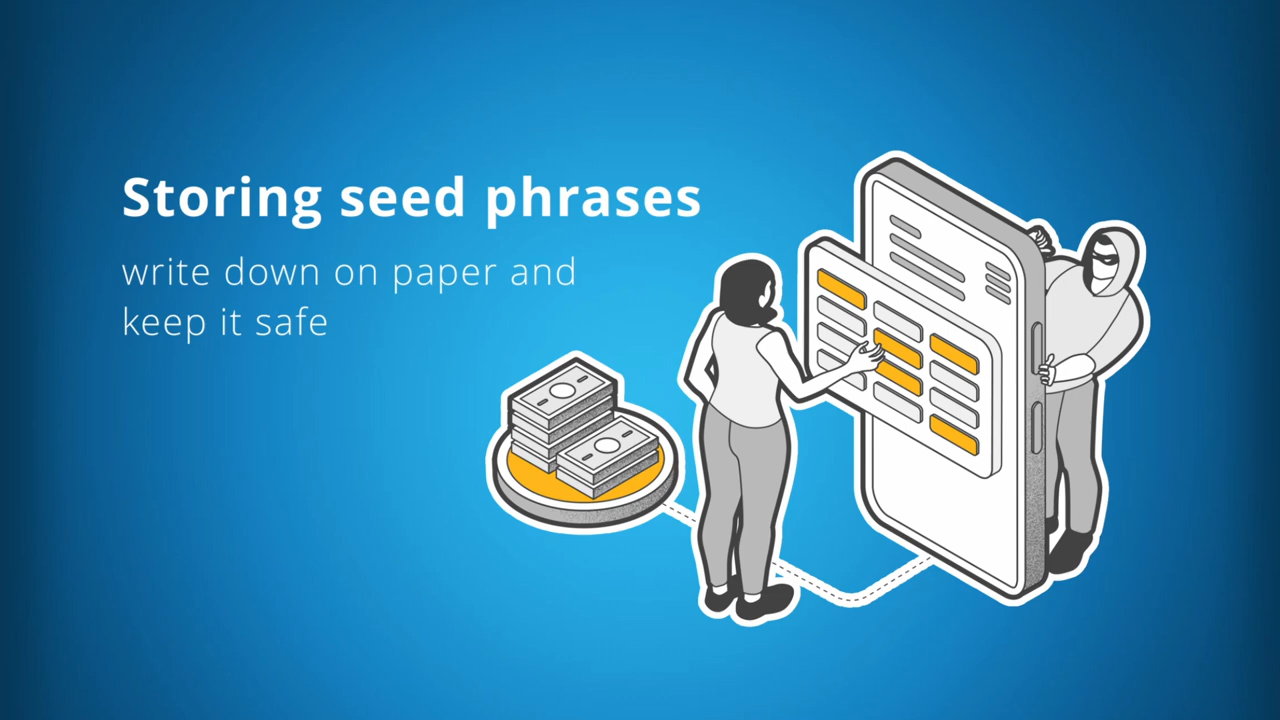 Storing seed phrases
write down on paper and
keep it safe